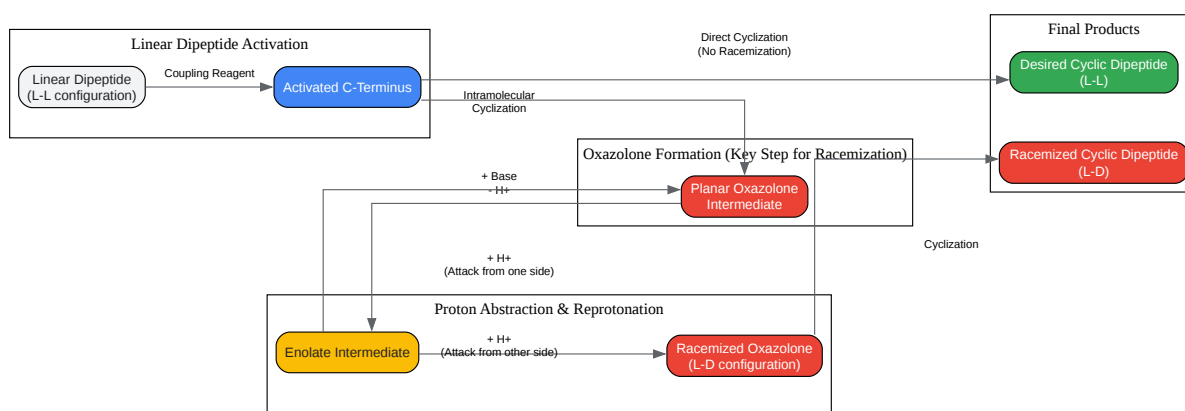 Linear Dipeptide Activation
Linear Dipeptide
(L-L configuration)
Coupling Reagent
Activated C-Terminus
Direct Cyclization
(No Racemization)
Intramolecular
Cyclization
Final Products
Desired Cyclic Dipeptide
(L-L)
Racemized Cyclic Dipeptide
(L-D)
Oxazolone Formation (Key Step for Racemization)
Planar Oxazolone
Intermediate
+ Base
- H+
Cyclization
+ H+
(Attack from one side)
Proton Abstraction & Reprotonation
Enolate Intermediate
+ H+
(Attack from other side)
Racemized Oxazolone
(L-D configuration)